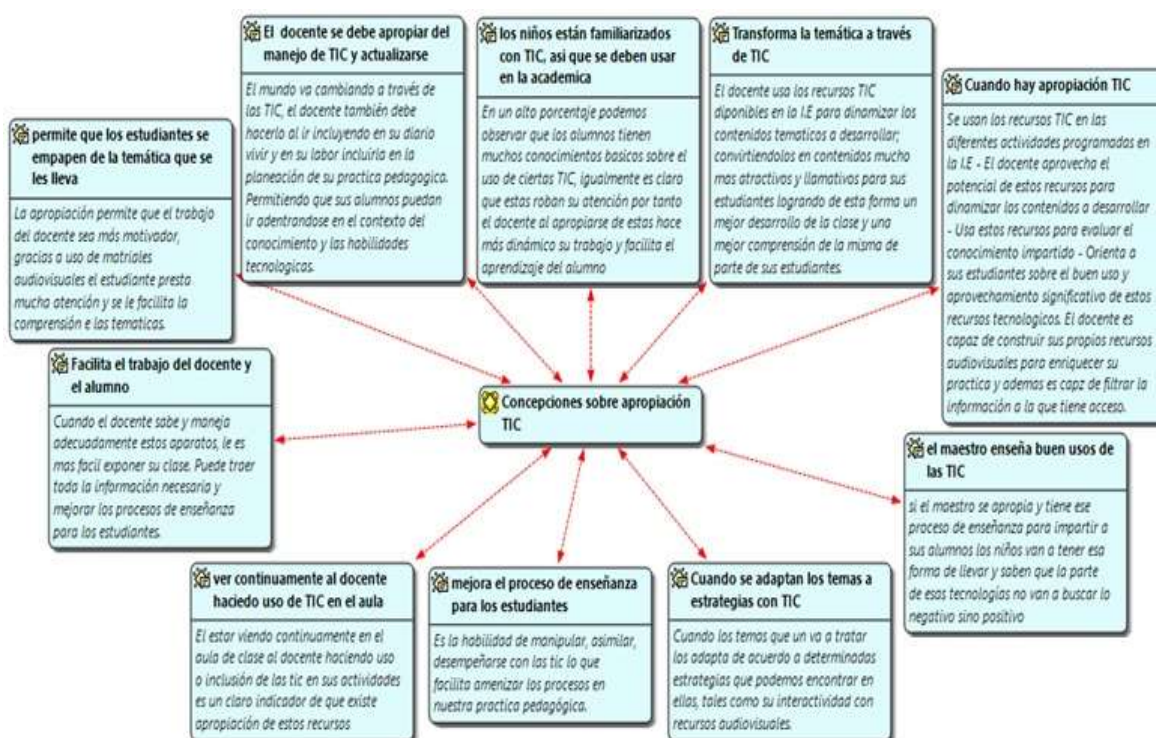 El docente se debe apropiar del
manejo de TIC y actualizarse
El mundo va cambiando a través de
las TIC, el docente también debe
hacerlo al ir incluyendo en su diario
vivir y en su labor incluirla en la
planeación de su practica pedagogica.
Permitiendo que sus alumnos puedan
ir adentrandose en el contexto del
conocimiento y las habilidades
tecnologicas.
los niños están familiarizados
con TIC, asi que se deben usar
en la academica
En un alto porcentaje podemos
observar que los alumnos tienen
muchos conocimientos basicos sobre el
uso de ciertas TIC, igualmente es claro
que estas roban su atención por tanto
el docente al apropiarse de estas hace
más dinámico su trabajo y facilita el
aprendizaje del alumno
Transforma la temática a través
de TIC
El docente usa los recursos TIC
diponibles en la I.E para dinamizar los
contenidos tematicos a desarrollar;
convirtiendolos en contenidos mucho
mas atractivos y llamativos para sus
estudiantes logrando de esta forma un
mejor desarrollo de la clase y una
mejor comprensión de la misma de
parte de sus estudiantes.
Cuando hay apropiación TIC
Se usan los recursos TIC en las
diferentes actividades programadas en
la I.E - El docente aprovecha el
potencial de estos recursos para
dinamizar los contenidos a desarrollar
- Usa estos recursos para evaluar el
conocimiento impartido - Orienta a
sus estudiantes sobre el buen uso y
aprovechamiento significativo de estos
recursos tecnologicos. El docente es
capaz de construir sus propios recursos
audiovisuales para enriquecer su
practica y ademas es capz de filtrar la
información a la que tiene acceso.
permite que los estudiantes se
empapen de la temática que se
les lleva
La apropiación permite que el trabajo
del docente sea más motivador,
gracias a uso de matriales
audiovisuales el estudiante presta
mucha atención y se le facilita la
comprensión e las tematicas.
Facilita el trabajo del docente y
el alumno
Cuando el docente sabe y maneja
adecuadamente estos aparatos, le es
mas facil exponer su clase. Puede traer
toda la información necesaria y
mejorar los procesos de enseñanza
para los estudiantes.
Concepciones sobre apropiación
TIC
el maestro enseña buen usos de
las TIC
si el maestro se apropia y tiene ese
proceso de enseñanza para impartir a
sus alumnos los niños van a tener esa
forma de llevar y saben que la parte
de esas tecnologías no van a buscar lo
negativo sino positivo
ver continuamente al docente
haciedo uso de TIC en el aula
El estar viendo continuamente en el
aula de clase al docente haciendo uso
o inclusión de las tic en sus actividades
es un claro indicador de que existe
apropiación de estos recursos
mejora el proceso de enseñanza
para los estudiantes
Es la habilidad de manipular, asimilar,
desempeñarse con las tic lo que
facilita amenizar los procesos en
nuestra practica pedagógica.
Cuando se adaptan los temas a
estrategias con TIC
Cuando los temas que un va a tratar
los adapta de acuerdo a determinadas
estrategias que podemos encontrar en
ellas, tales como su interactividad con
recursos audiovisuales.